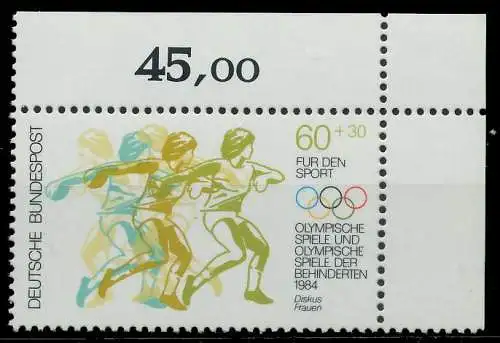 45,00
DEUTSCHE BUNDESPOST
60 + 30
FÜR DEN
SPORT
OLYMPISCHE
SPIELE UND
OLYMPISCHE
SPIELE DER
BEHINDERTEN
1984
Diskus
Frauen